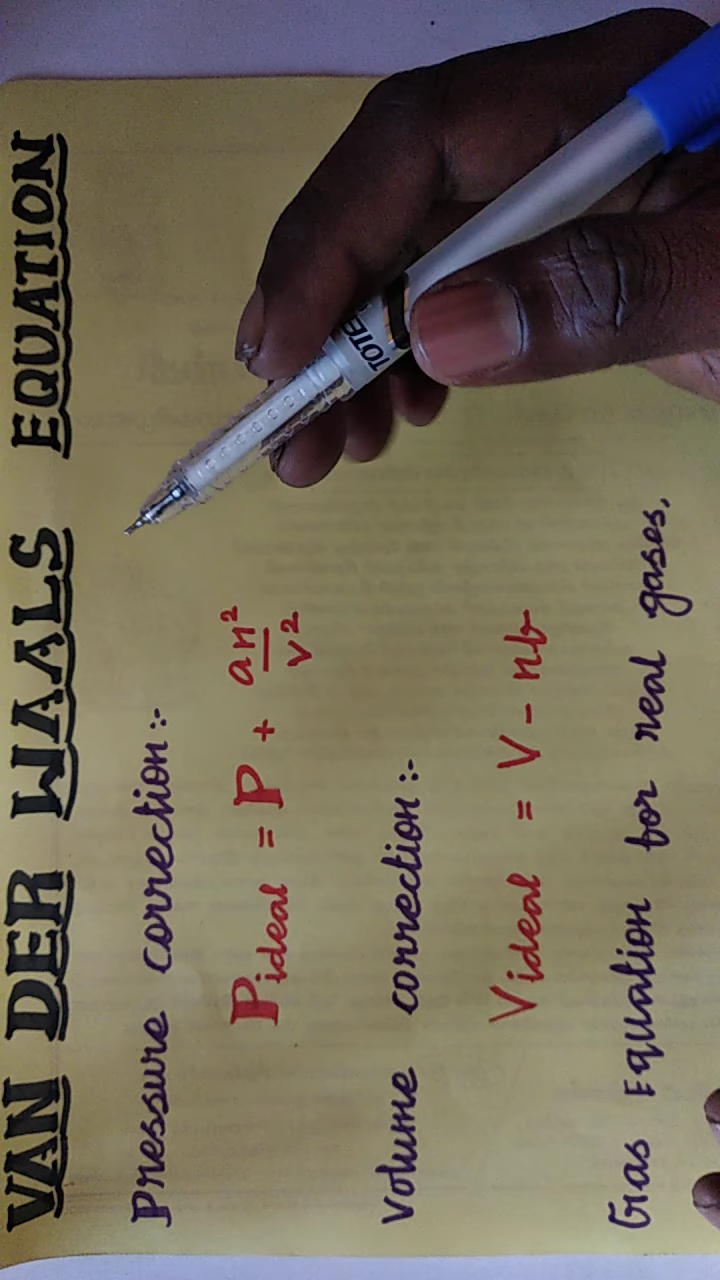 VAN DER WAALS EQUATION
Pressure correction:-
Pideal = P + an²/v²
Volume correction:-
Videal = V - nb
Gas Equation for real gases,